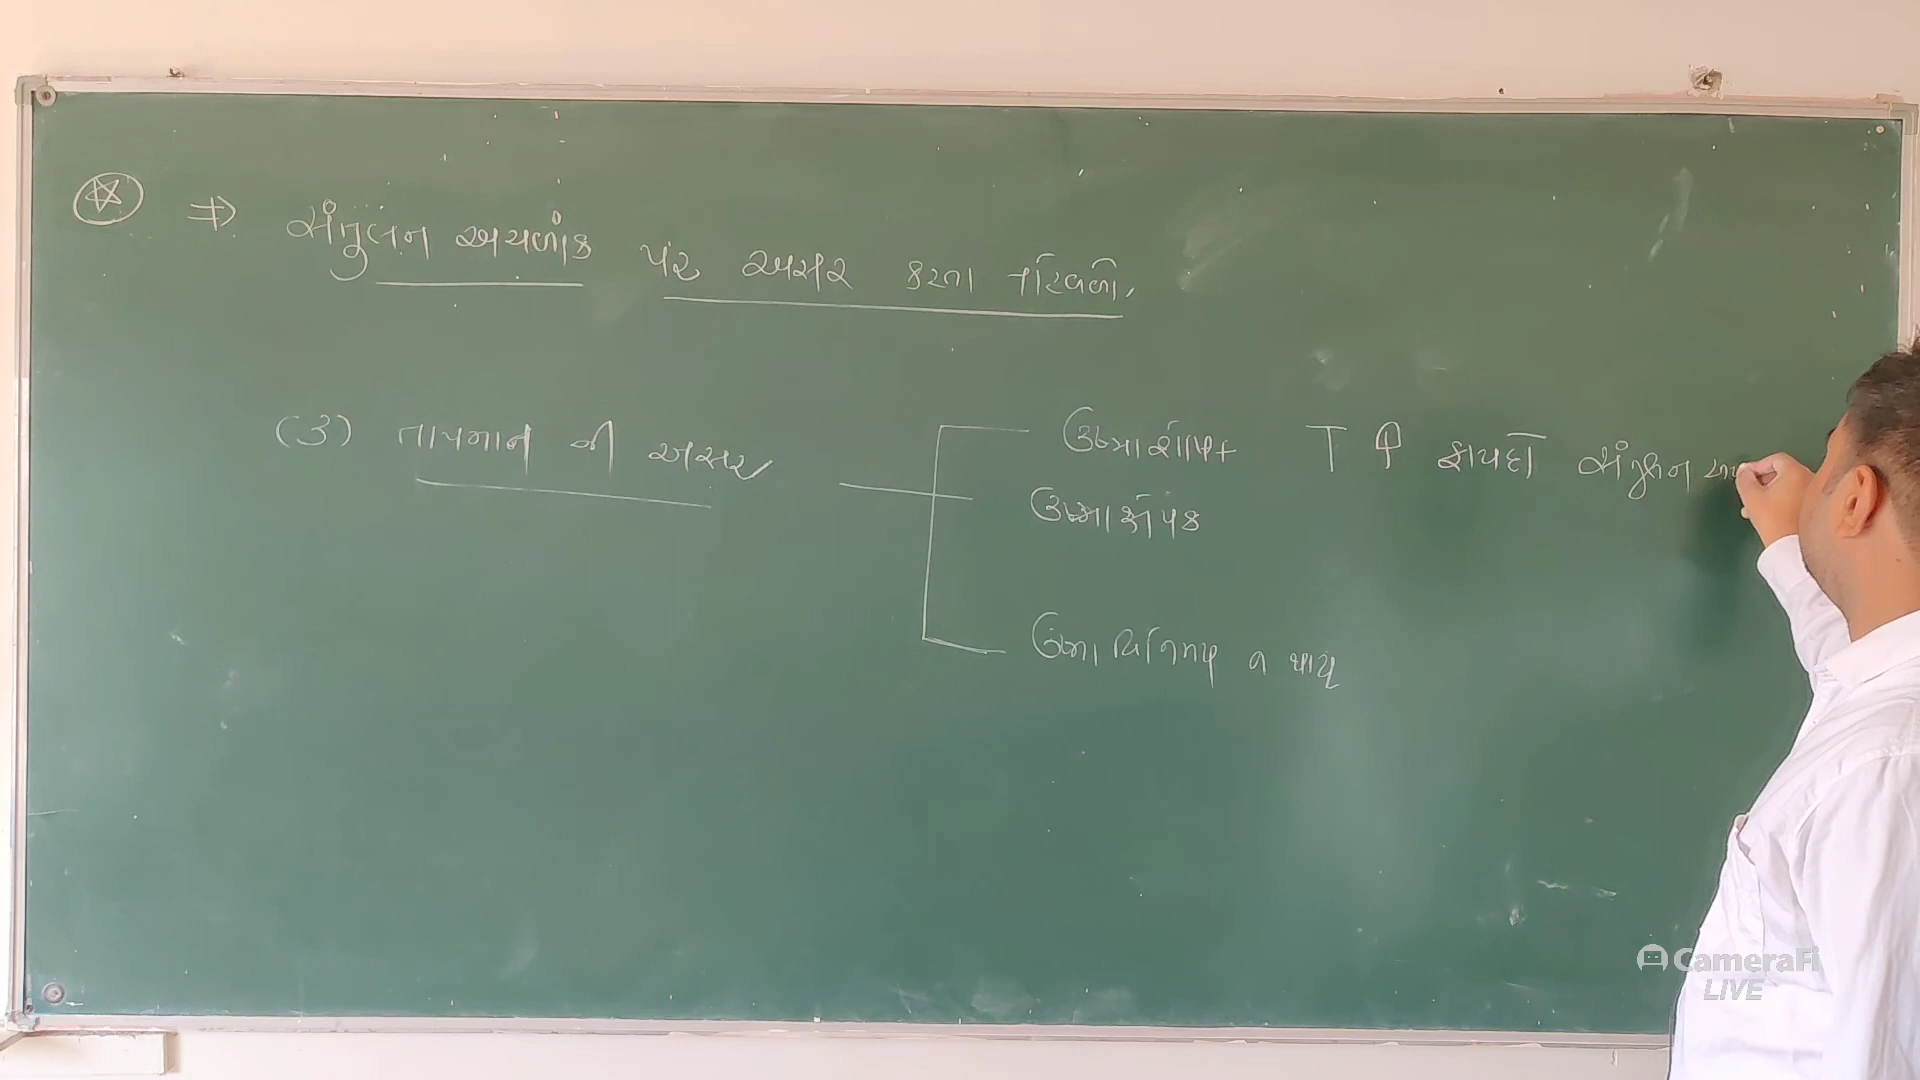 ⇒ સંતુલન અચળાંક પર અસર કરતા પરિબળો.
(૩) તાપમાન ની અસર
ઉષ્માશોષક T ↑ ફાયદો સંતુલન
ઉષ્માક્ષેપક
ઉષ્મા વિનિમય ન થાય
CameraFi
LIVE